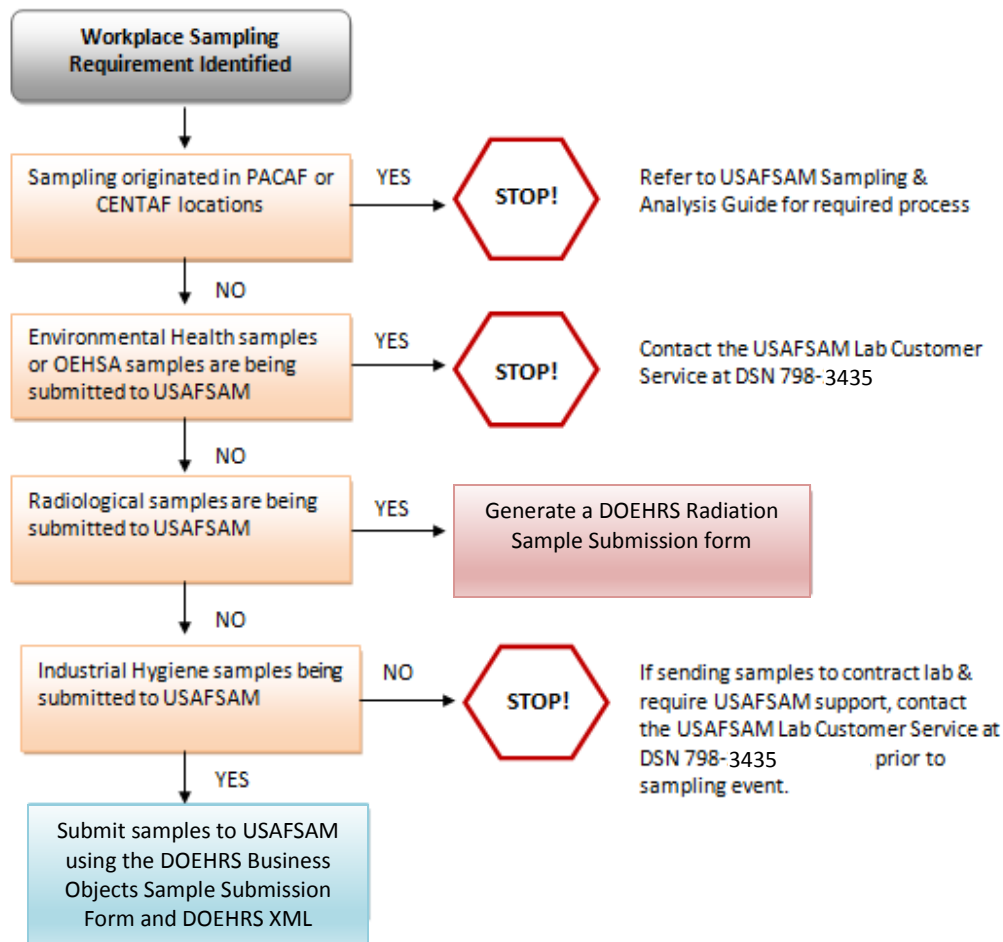 Workplace Sampling
Requirement Identified
Sampling originated in PACAF or
CENTAF locations
YES
STOP!
Refer to USAFSAM Sampling &
Analysis Guide for required process
NO
Environmental Health samples
or OEHSA samples are being
submitted to USAFSAM
YES
STOP!
Contact the USAFSAM Lab Customer
Service at DSN 798-3435
NO
Radiological samples are being
submitted to USAFSAM
YES
Generate a DOEHRS Radiation
Sample Submission form
NO
Industrial Hygiene samples being
submitted to USAFSAM
NO
STOP!
If sending samples to contract lab &
require USAFSAM support, contact
the USAFSAM Lab Customer Service at
DSN 798-3435 prior to
sampling event.
YES
Submit samples to USAFSAM
using the DOEHRS Business
Objects Sample Submission
Form and DOEHRS XML